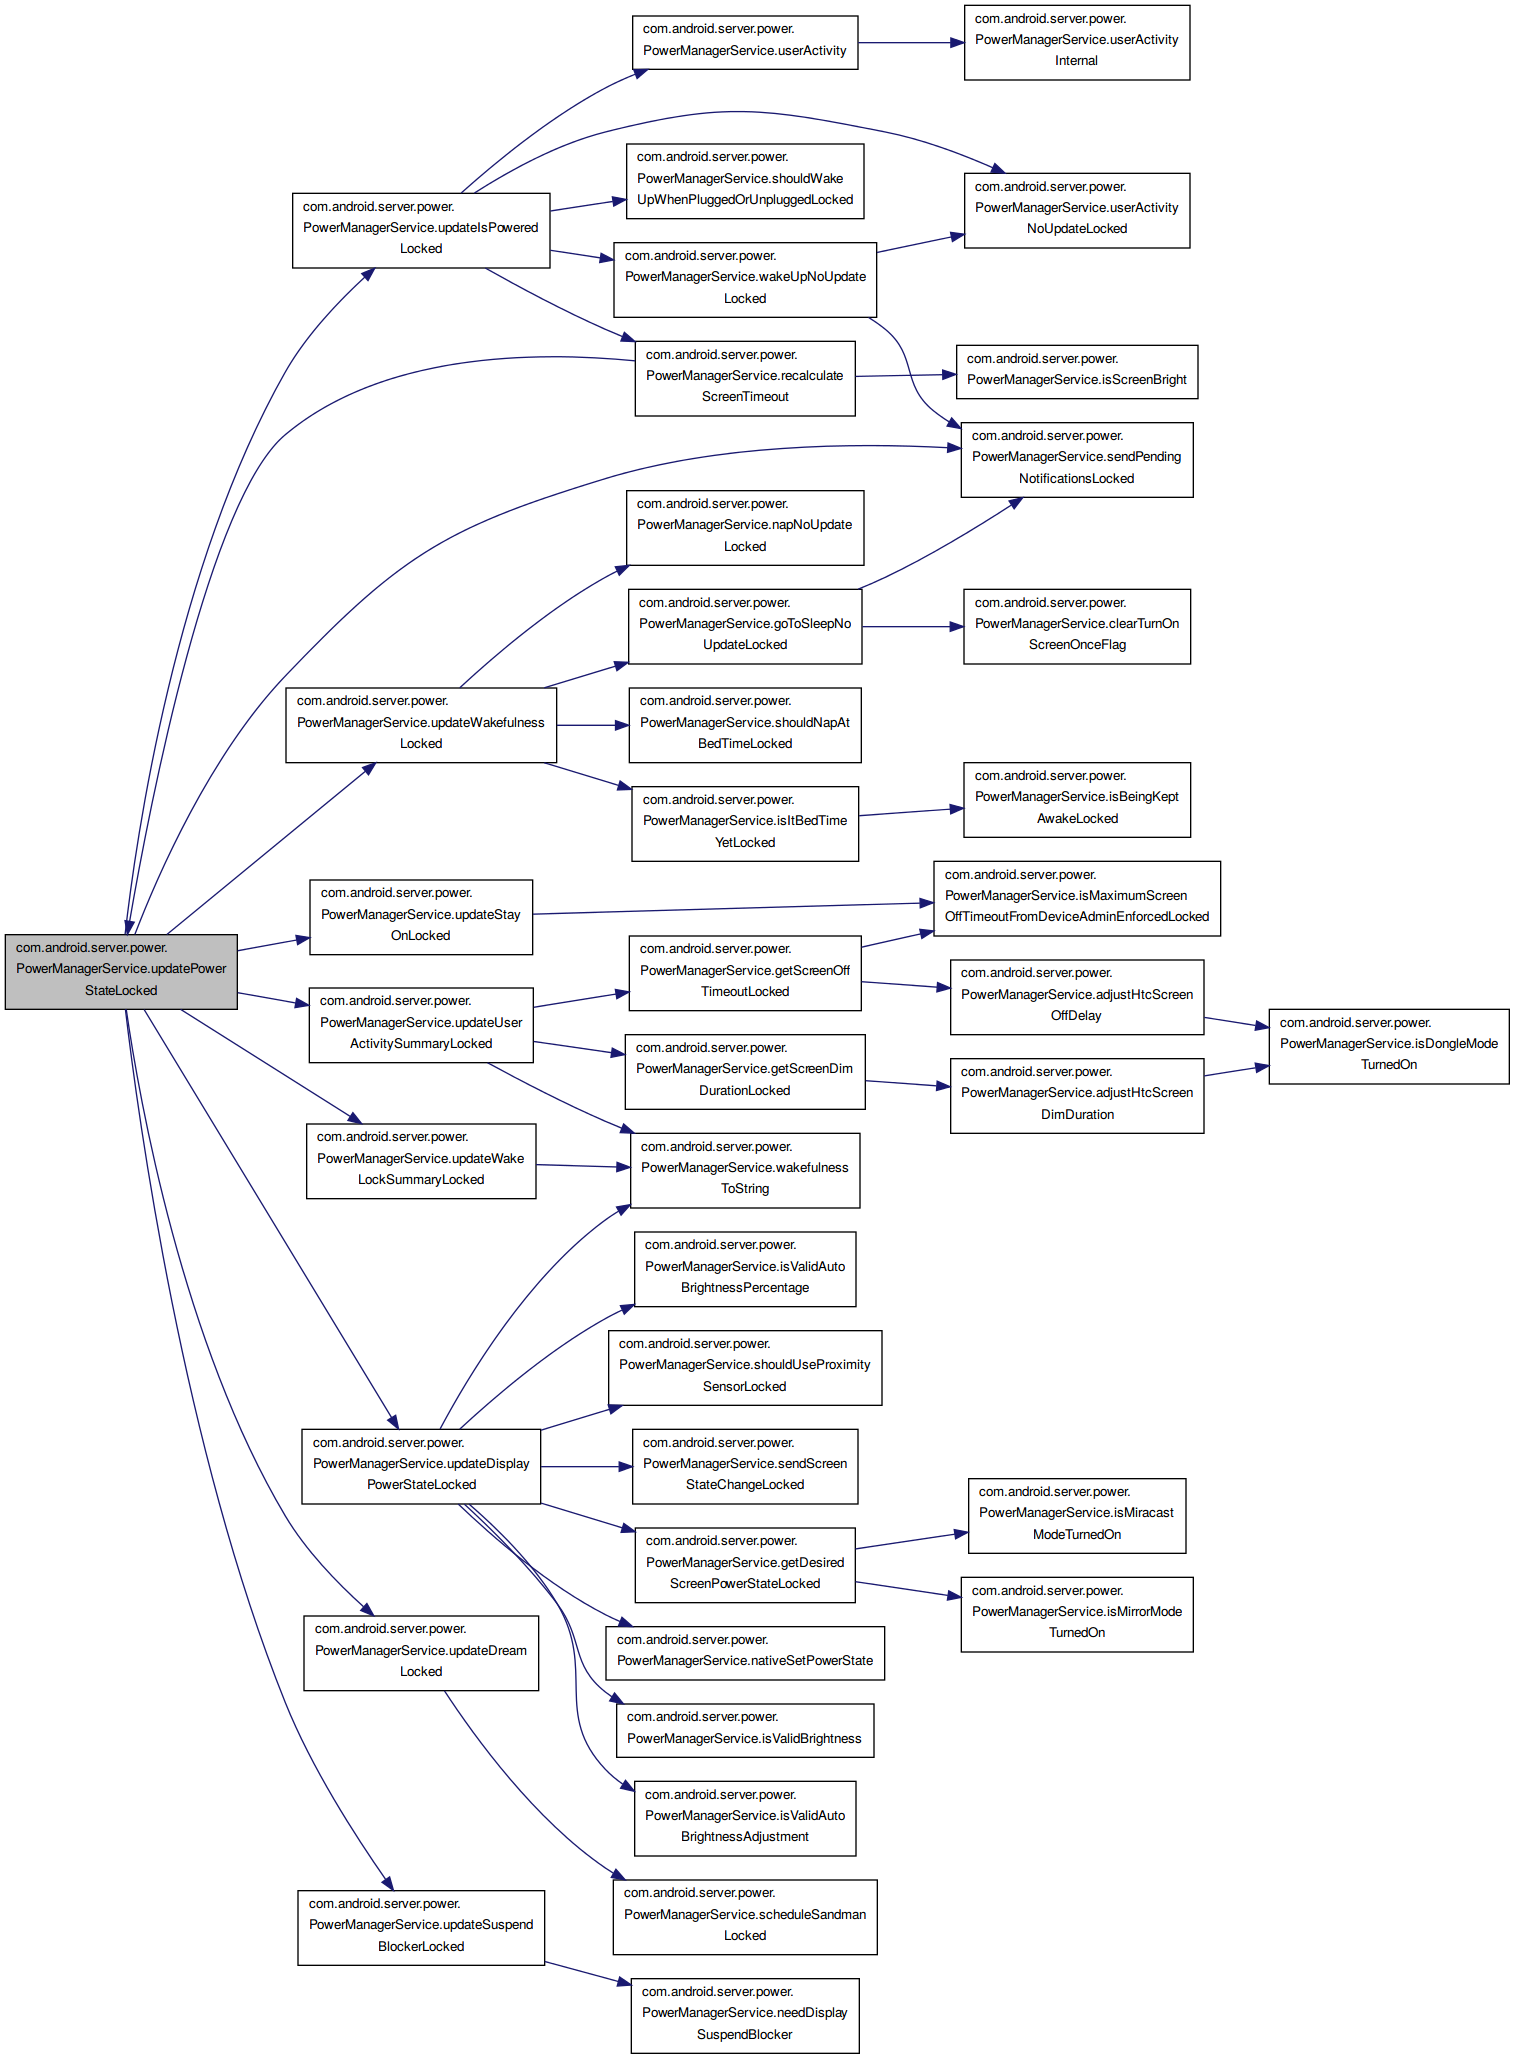 com.android.server.power.
PowerManagerService.updatePower
StateLocked
com.android.server.power.
PowerManagerService.updateIsPowered
Locked
com.android.server.power.
PowerManagerService.updateWakefulness
Locked
com.android.server.power.
PowerManagerService.updateStay
OnLocked
com.android.server.power.
PowerManagerService.updateUser
ActivitySummaryLocked
com.android.server.power.
PowerManagerService.updateWake
LockSummaryLocked
com.android.server.power.
PowerManagerService.updateDisplay
PowerStateLocked
com.android.server.power.
PowerManagerService.updateDream
Locked
com.android.server.power.
PowerManagerService.updateSuspend
BlockerLocked
com.android.server.power.
PowerManagerService.userActivity
com.android.server.power.
PowerManagerService.shouldWake
UpWhenPluggedOrUnpluggedLocked
com.android.server.power.
PowerManagerService.wakeUpNoUpdate
Locked
com.android.server.power.
PowerManagerService.recalculate
ScreenTimeout
com.android.server.power.
PowerManagerService.napNoUpdate
Locked
com.android.server.power.
PowerManagerService.goToSleepNo
UpdateLocked
com.android.server.power.
PowerManagerService.shouldNapAt
BedTimeLocked
com.android.server.power.
PowerManagerService.isItBedTime
YetLocked
com.android.server.power.
PowerManagerService.getScreenOff
TimeoutLocked
com.android.server.power.
PowerManagerService.getScreenDim
DurationLocked
com.android.server.power.
PowerManagerService.wakefulness
ToString
com.android.server.power.
PowerManagerService.isValidAuto
BrightnessPercentage
com.android.server.power.
PowerManagerService.shouldUseProximity
SensorLocked
com.android.server.power.
PowerManagerService.sendScreen
StateChangeLocked
com.android.server.power.
PowerManagerService.getDesired
ScreenPowerStateLocked
com.android.server.power.
PowerManagerService.nativeSetPowerState
com.android.server.power.
PowerManagerService.isValidBrightness
com.android.server.power.
PowerManagerService.isValidAuto
BrightnessAdjustment
com.android.server.power.
PowerManagerService.scheduleSandman
Locked
com.android.server.power.
PowerManagerService.needDisplay
SuspendBlocker
com.android.server.power.
PowerManagerService.userActivity
Internal
com.android.server.power.
PowerManagerService.userActivity
NoUpdateLocked
com.android.server.power.
PowerManagerService.isScreenBright
com.android.server.power.
PowerManagerService.sendPending
NotificationsLocked
com.android.server.power.
PowerManagerService.clearTurnOn
ScreenOnceFlag
com.android.server.power.
PowerManagerService.isBeingKept
AwakeLocked
com.android.server.power.
PowerManagerService.isMaximumScreen
OffTimeoutFromDeviceAdminEnforcedLocked
com.android.server.power.
PowerManagerService.adjustHtcScreen
OffDelay
com.android.server.power.
PowerManagerService.adjustHtcScreen
DimDuration
com.android.server.power.
PowerManagerService.isMiracast
ModeTurnedOn
com.android.server.power.
PowerManagerService.isMirrorMode
TurnedOn
com.android.server.power.
PowerManagerService.isDongleMode
TurnedOn